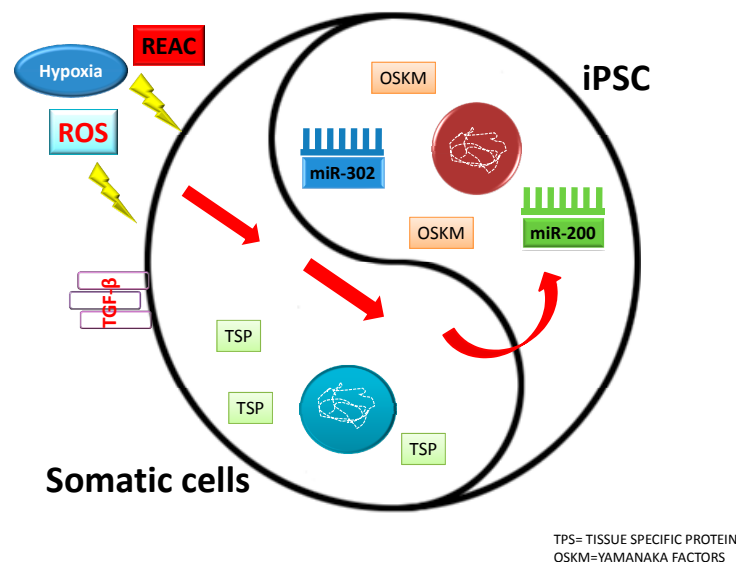 REAC
Hypoxia
ROS
TGF-β
OSKM
iPSC
miR-302
miR-200
OSKM
TSP
TSP
TSP
Somatic cells
TPS= TISSUE SPECIFIC PROTEIN
OSKM=YAMANAKA FACTORS